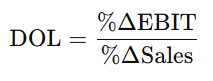 DOL = %ΔEBIT / %ΔSales